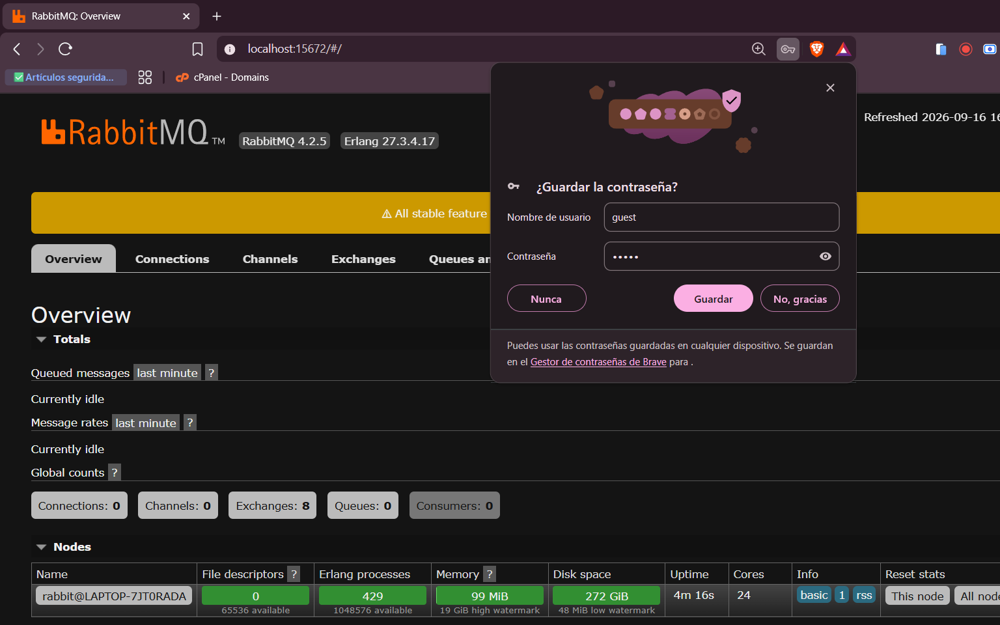 RabbitMQ: Overview
localhost:15672/#/
Artículos segurida...
cPanel - Domains
RabbitMQ TM
RabbitMQ 4.2.5
Erlang 27.3.4.17
Refreshed 2026-09-16 16
⚠ All stable feature
Overview
Connections
Channels
Exchanges
Queues an
¿Guardar la contraseña?
Nombre de usuario
guest
Contraseña
•••••
Nunca
Guardar
No, gracias
Puedes usar las contraseñas guardadas en cualquier dispositivo. Se guardan
en el Gestor de contraseñas de Brave para .
Overview
Totals
Queued messages last minute ?
Currently idle
Message rates last minute ?
Currently idle
Global counts ?
Connections: 0
Channels: 0
Exchanges: 8
Queues: 0
Consumers: 0
Nodes
Name File descriptors ? Erlang processes Memory ? Disk space Uptime Cores Info Reset stats
rabbit@LAPTOP-7JT0RADA 0 429 99 MiB 272 GiB 4m 16s 24 basic 1 rss This node All node
65536 available 1048576 available 19 GiB high watermark 48 MiB low watermark